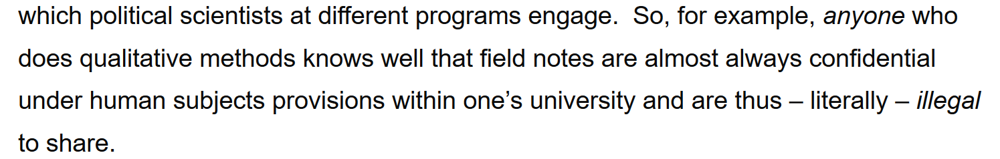 which political scientists at different programs engage.  So, for example, anyone who
does qualitative methods knows well that field notes are almost always confidential
under human subjects provisions within one’s university and are thus – literally – illegal
to share.